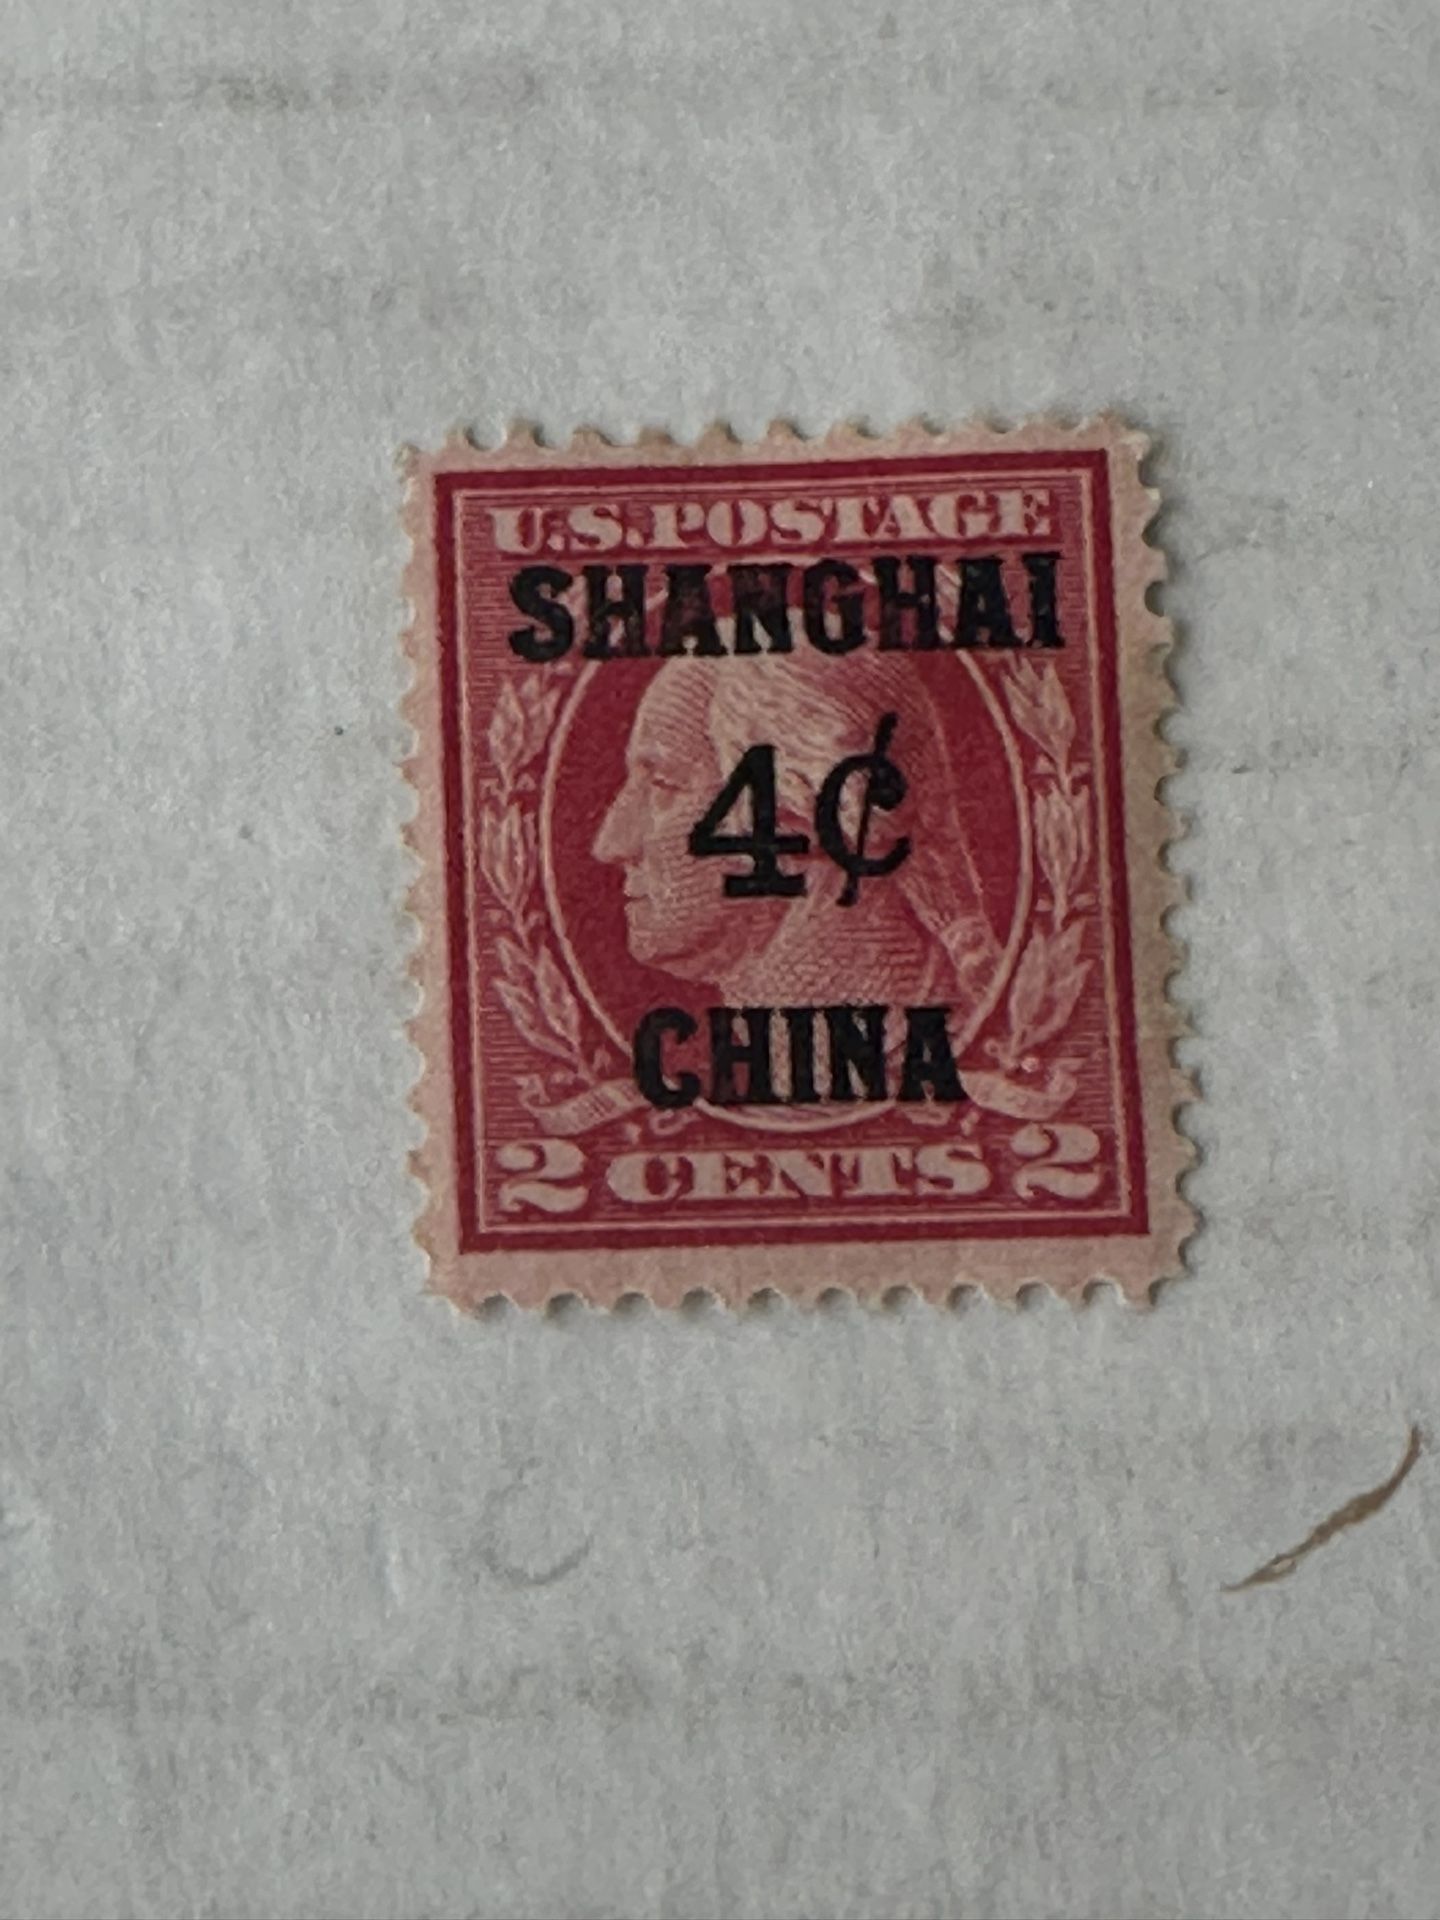 U.S.POSTAGE
SHANGHAI
4¢
CHINA
2 CENTS 2